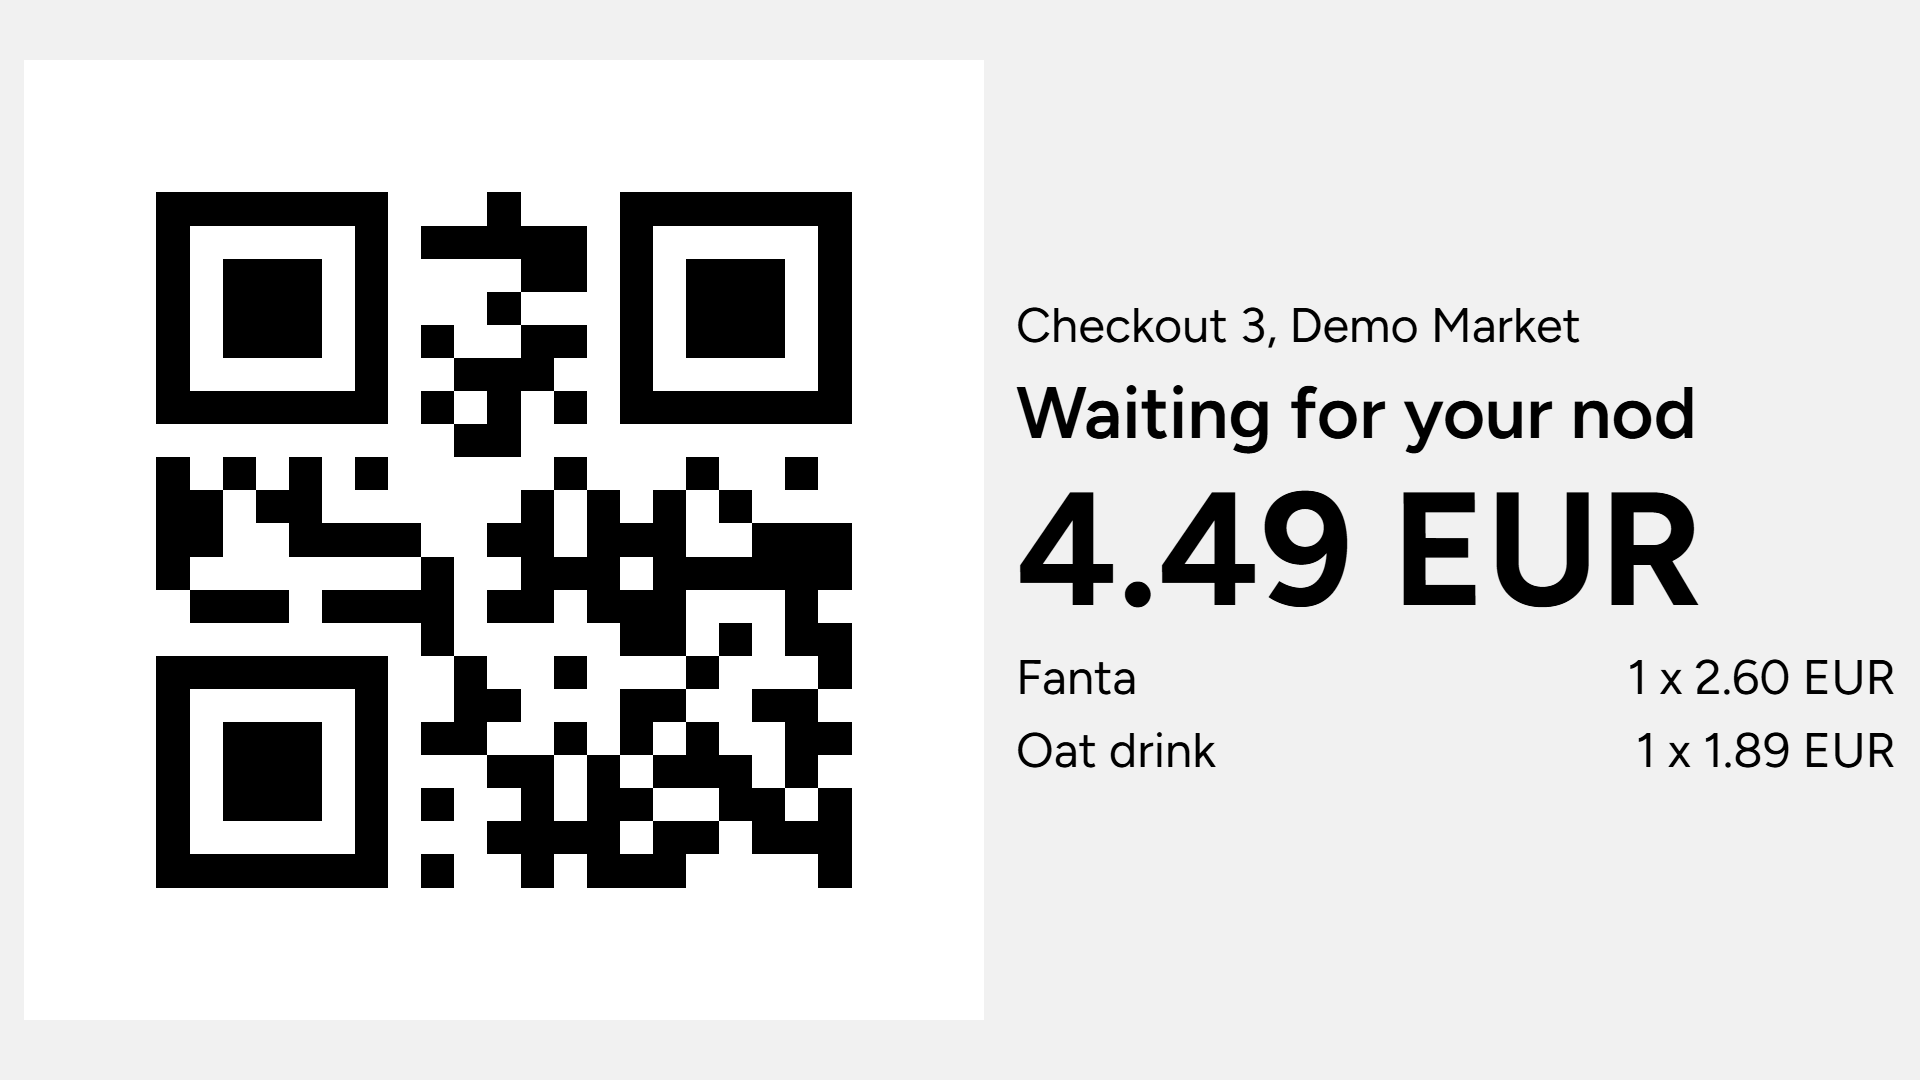 Checkout 3, Demo Market
Waiting for your nod
4.49 EUR
Fanta 1 x 2.60 EUR
Oat drink 1 x 1.89 EUR